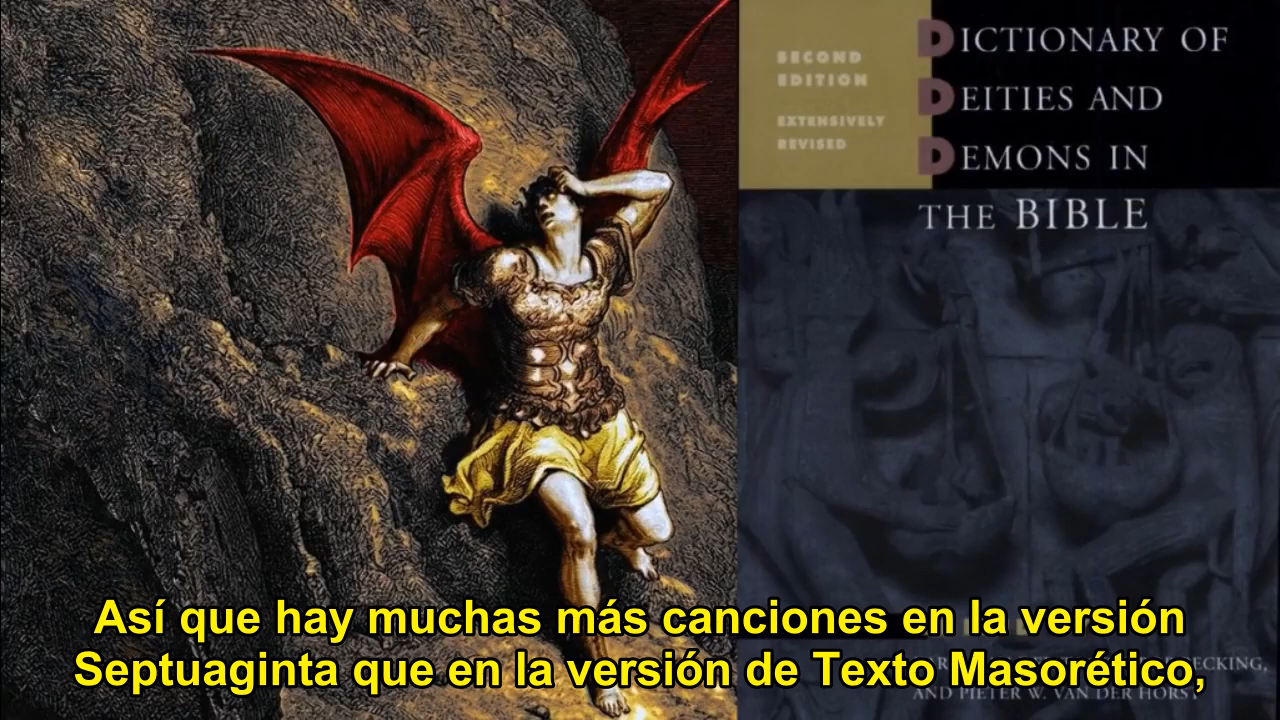 SECOND
EDITION
EXTENSIVELY
REVISED
DICTIONARY OF
DEITIES AND
DEMONS IN
THE BIBLE
Así que hay muchas más canciones en la versión
Septuaginta que en la versión de Texto Masorético,
BECKING,
AND PIETER W. VAN DER HORST